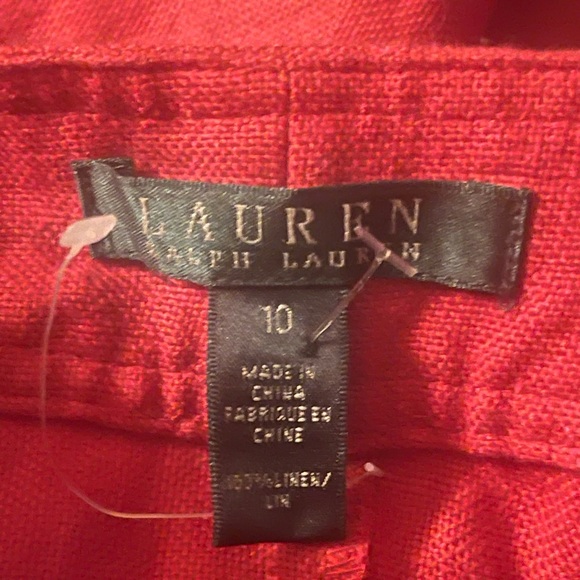 LAUREN
RALPH LAUREN
10
MADE IN
CHINA
FABRIQUE EN
CHINE
100% LINEN/
LIN